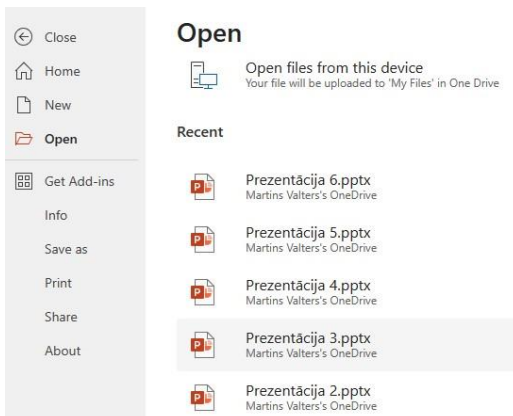 Close
Home
New
Open
Get Add-ins
Info
Save as
Print
Share
About
Open
Open files from this device
Your file will be uploaded to 'My Files' in One Drive
Recent
Prezentācija 6.pptx
Martins Valters's OneDrive
Prezentācija 5.pptx
Martins Valters's OneDrive
Prezentācija 4.pptx
Martins Valters's OneDrive
Prezentācija 3.pptx
Martins Valters's OneDrive
Prezentācija 2.pptx
Martins Valters's OneDrive